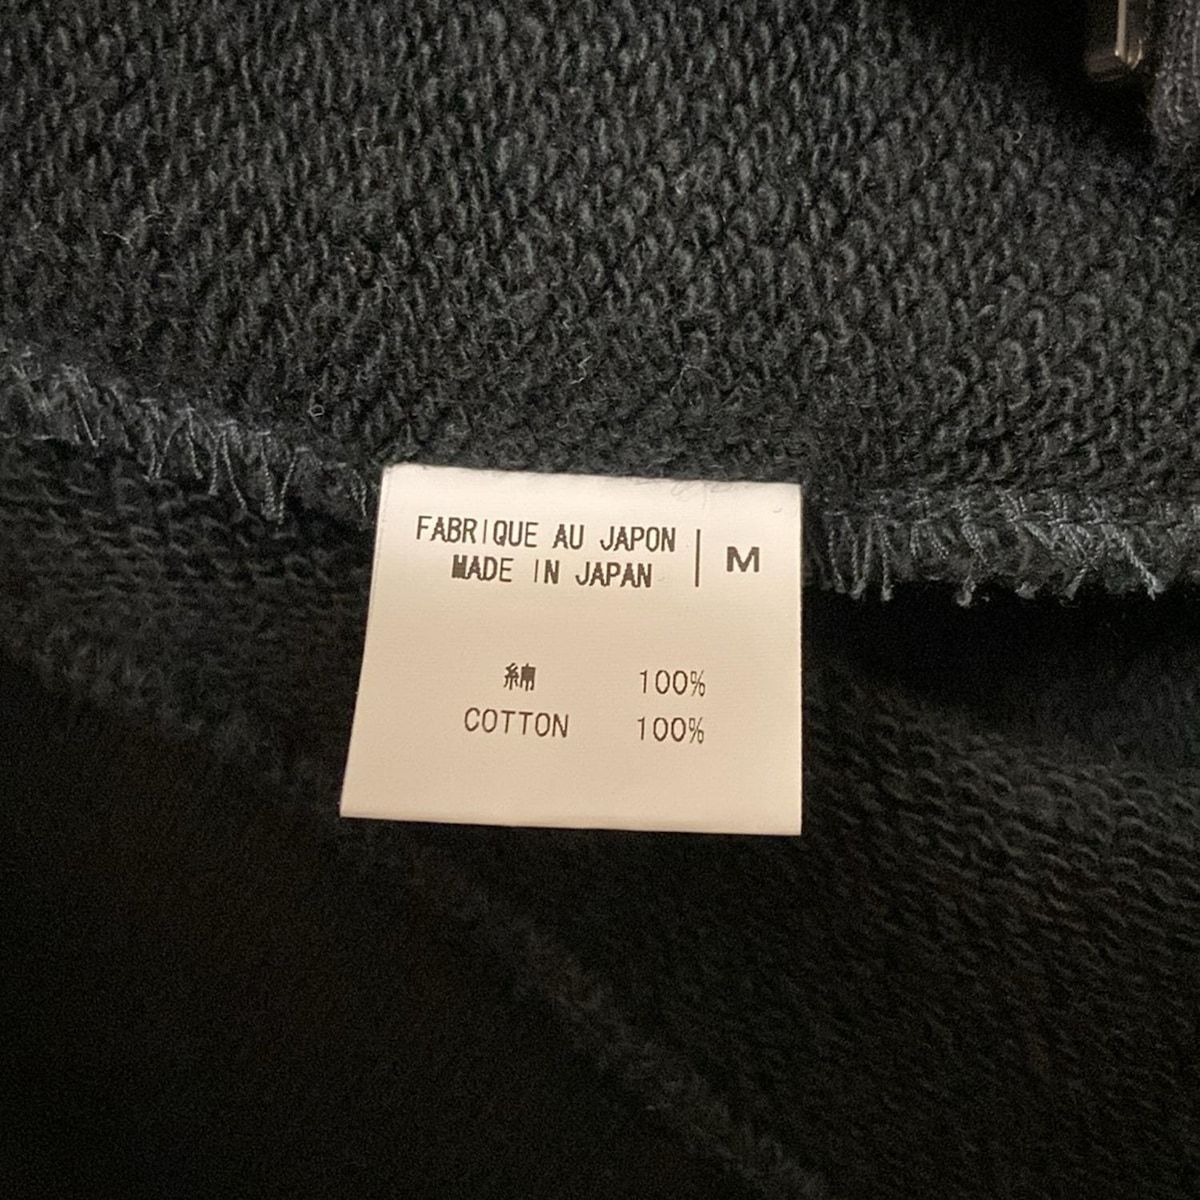 FABRIQUE AU JAPON
MADE IN JAPAN
M
綿 100%
COTTON 100%